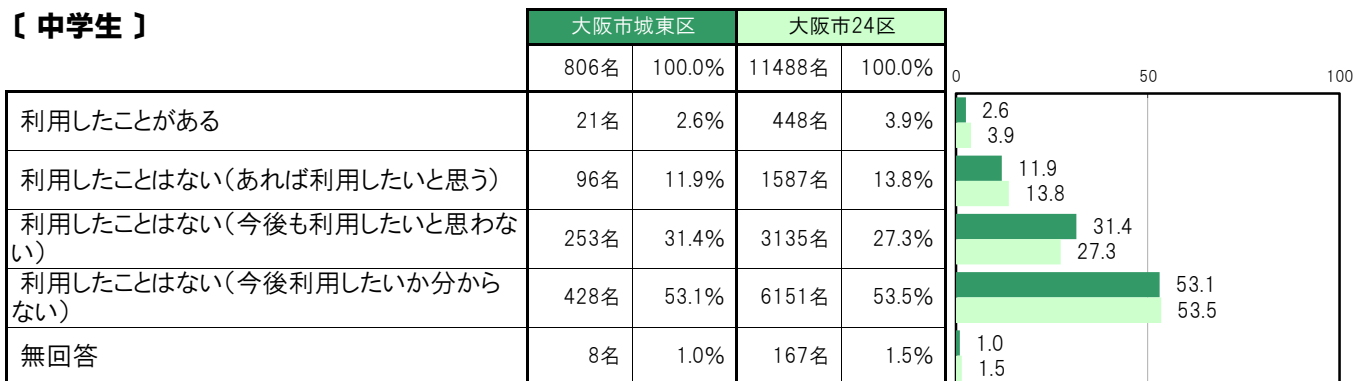 〔 中学生 〕
大阪市城東区 大阪市24区
806名 100.0% 11488名 100.0%
0 50 100
利用したことがある 21名 2.6% 448名 3.9%
2.6
3.9
利用したことはない（あれば利用したいと思う） 96名 11.9% 1587名 13.8%
11.9
13.8
利用したことはない（今後も利用したいと思わな
い） 253名 31.4% 3135名 27.3%
31.4
27.3
利用したことはない（今後利用したいか分から
ない） 428名 53.1% 6151名 53.5%
53.1
53.5
無回答 8名 1.0% 167名 1.5%
1.0
1.5